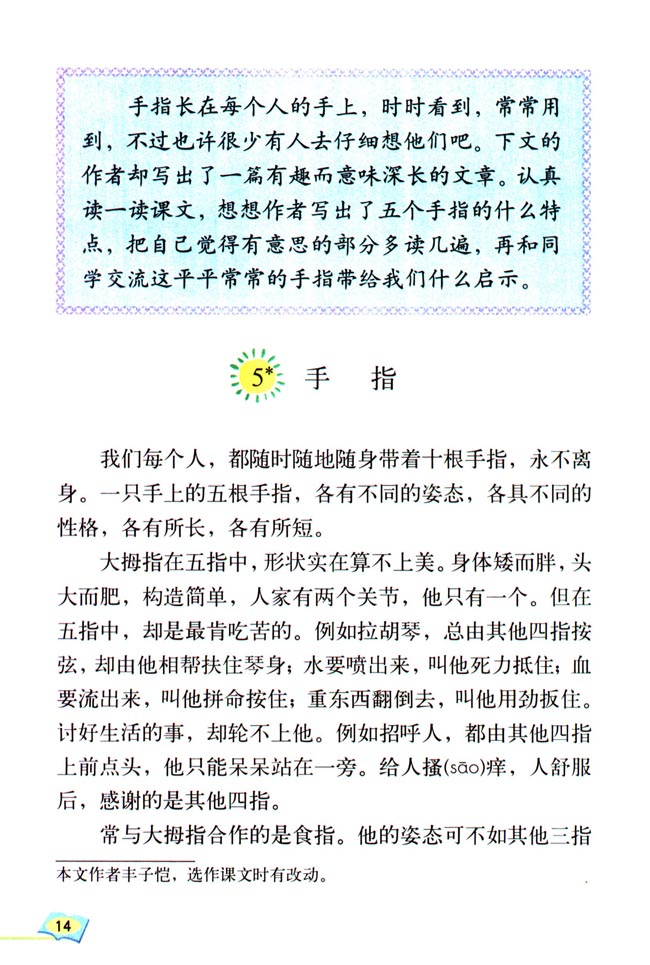 手指长在每个人的手上，时时看到，常常用
到，不过也许很少有人去仔细想他们吧。下文的
作者却写出了一篇有趣而意味深长的文章。认真
读一读课文，想想作者写出了五个手指的什么特
点，把自己觉得有意思的部分多读几遍，再和同
学交流这平平常常的手指带给我们什么启示。
5* 手 指
我们每个人，都随时随地随身带着十根手指，永不离
身。一只手上的五根手指，各有不同的姿态，各具不同的
性格，各有所长，各有所短。
大拇指在五指中，形状实在算不上美。身体矮而胖，头
大而肥，构造简单，人家有两个关节，他只有一个。但在
五指中，却是最肯吃苦的。例如拉胡琴，总由其他四指按
弦，却由他相帮扶住琴身；水要喷出来，叫他死力抵住；血
要流出来，叫他拼命按住；重东西翻倒去，叫他用劲扳住。
讨好生活的事，却轮不上他。例如招呼人，都由其他四指
上前点头，他只能呆呆站在一旁。给人搔(sāo)痒，人舒服
后，感谢的是其他四指。
常与大拇指合作的是食指。他的姿态可不如其他三指
本文作者丰子恺，选作课文时有改动。
14